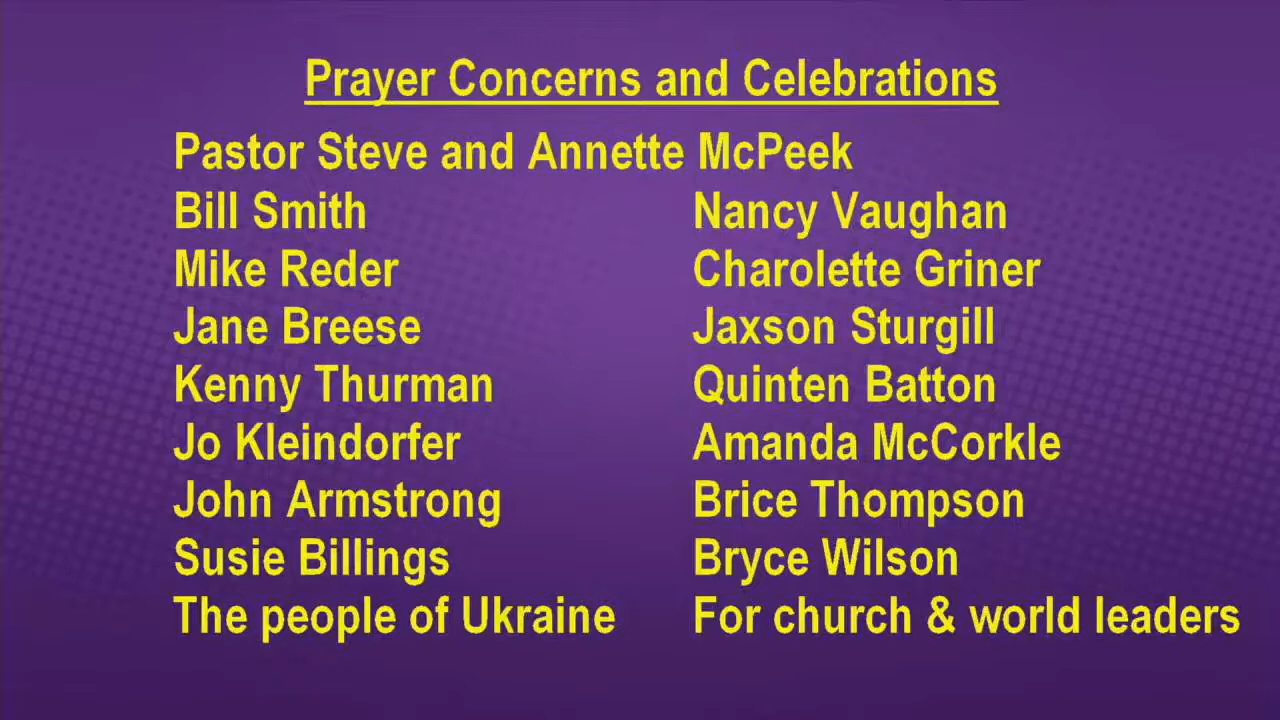 Prayer Concerns and Celebrations
Pastor Steve and Annette McPeek
Bill Smith
Mike Reder
Jane Breese
Kenny Thurman
Jo Kleindorfer
John Armstrong
Susie Billings
The people of Ukraine
Nancy Vaughan
Charolette Griner
Jaxson Sturgill
Quinten Batton
Amanda McCorkle
Brice Thompson
Bryce Wilson
For church & world leaders